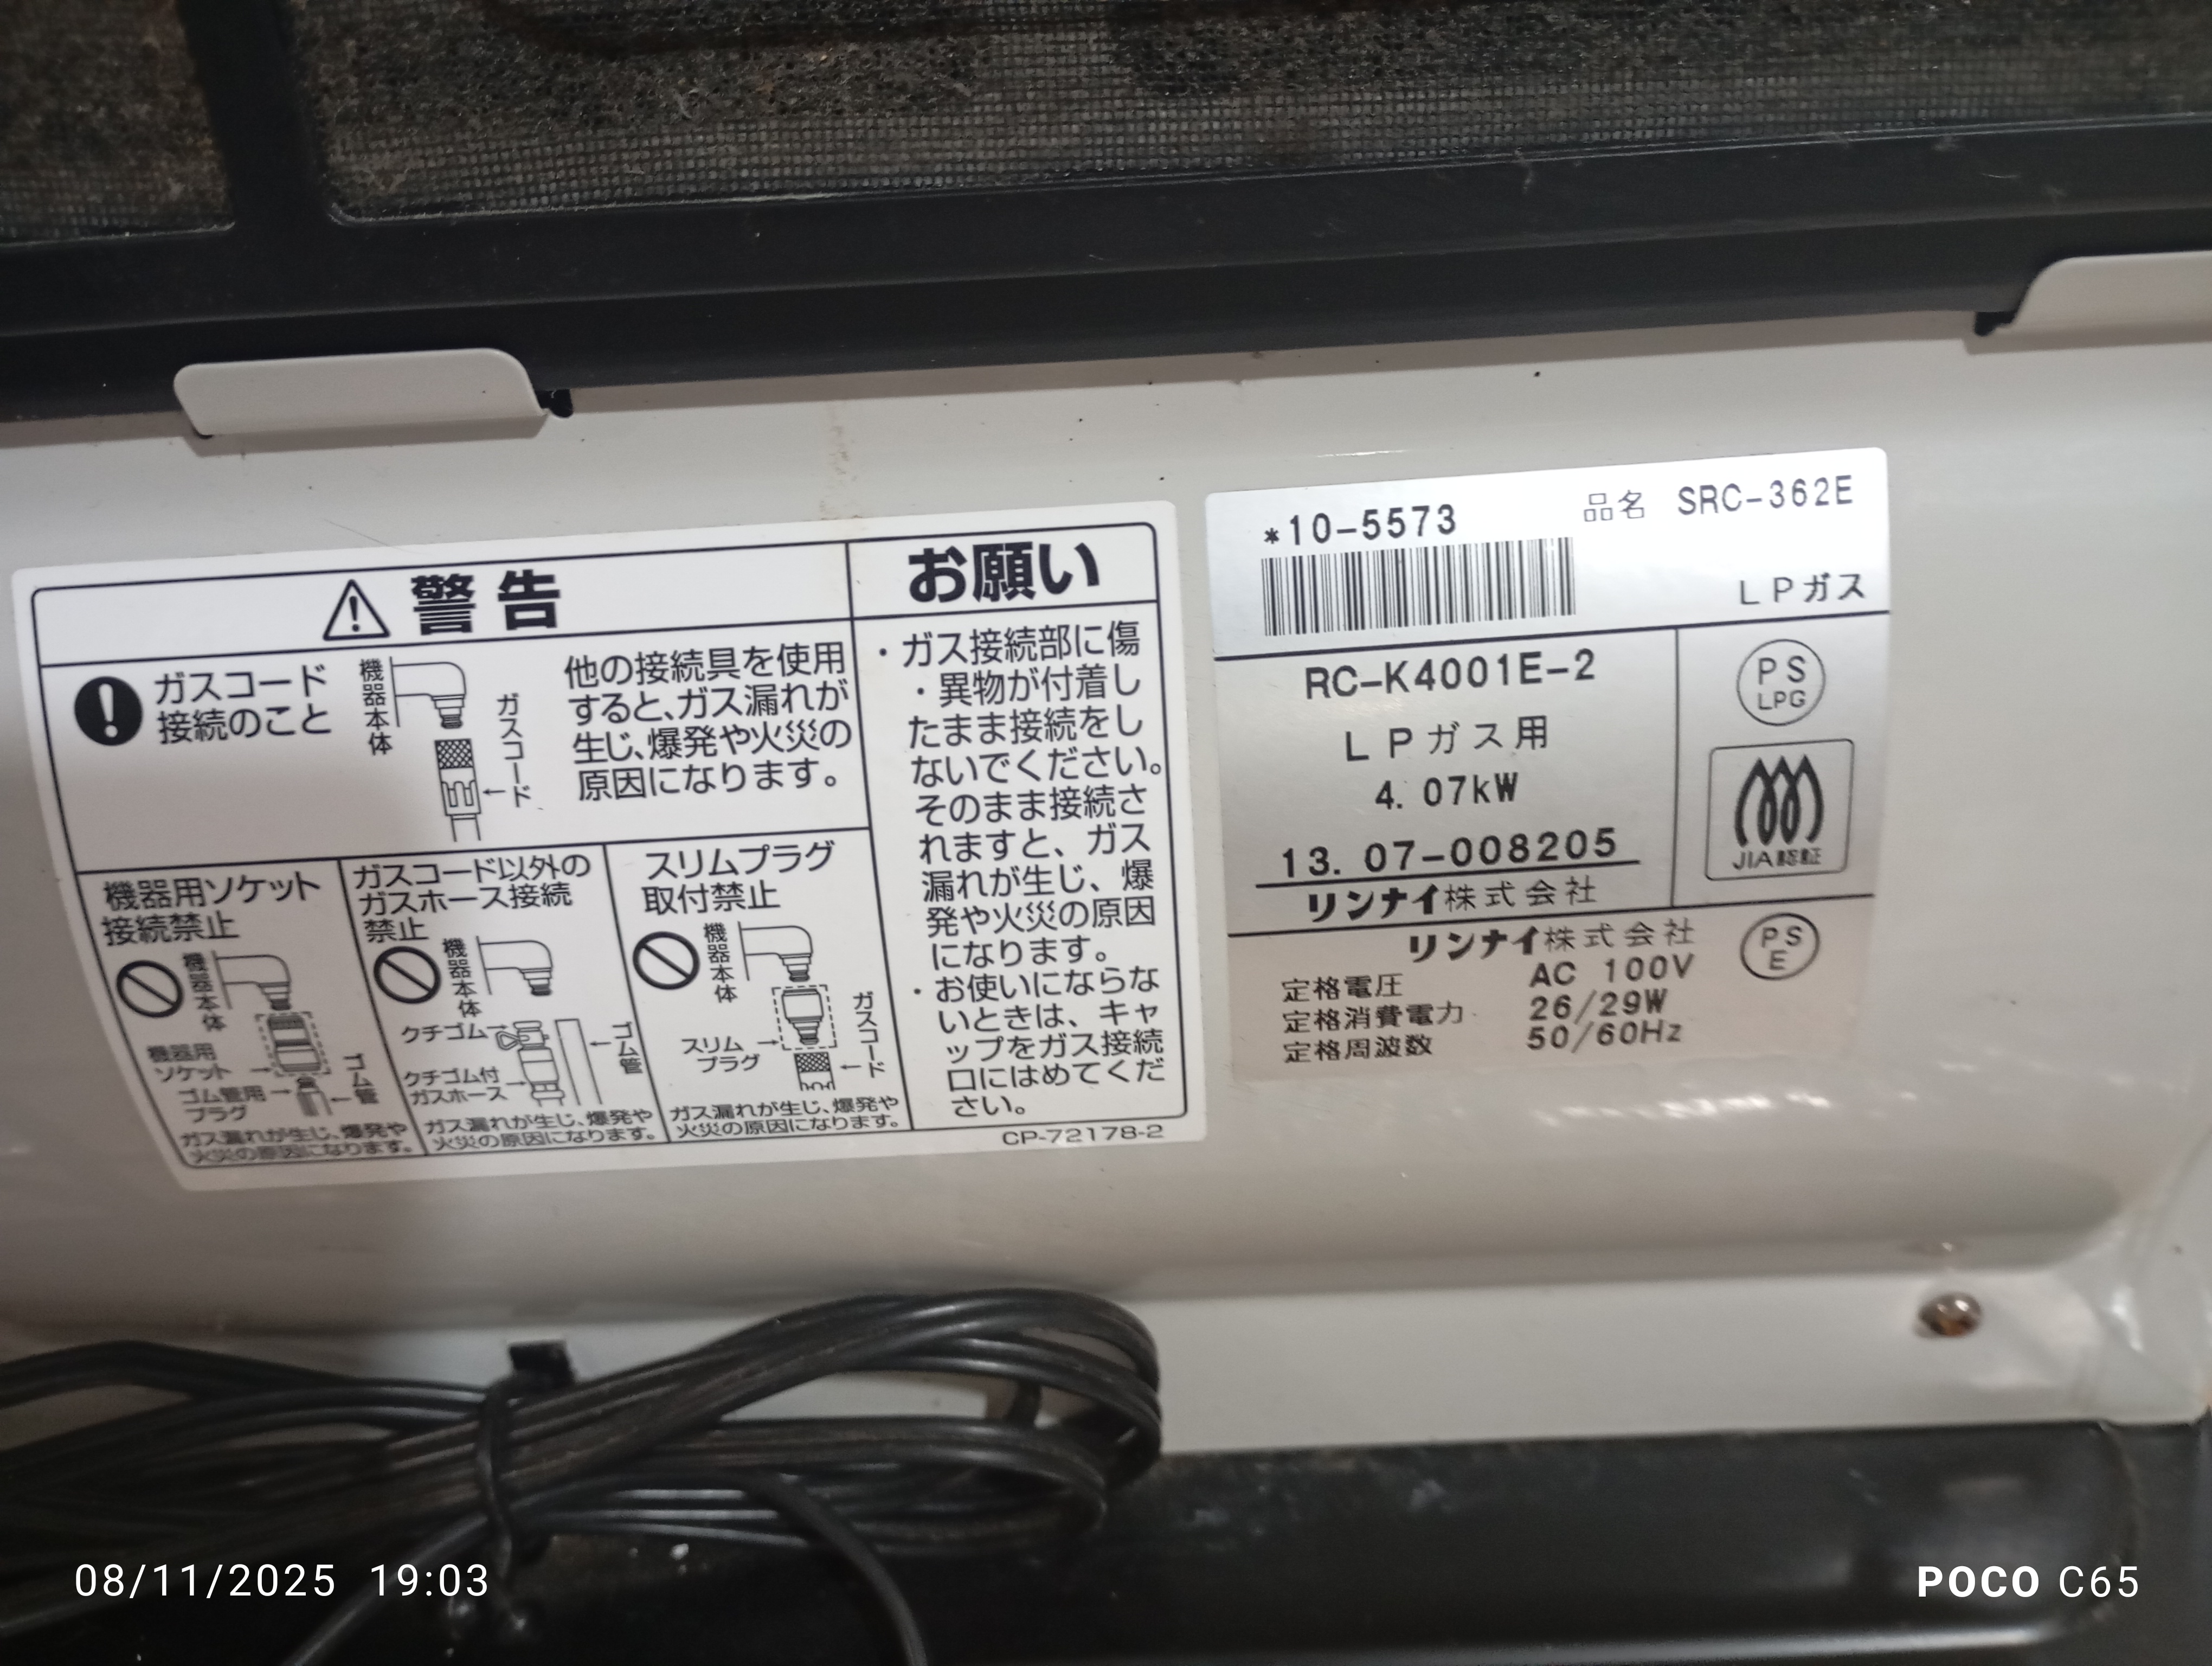 警告
ガスコード
接続のこと
機器本体
ガスコード
他の接続具を使用
すると、ガス漏れが
生じ、爆発や火災の
原因になります。
機器用ソケット
接続禁止
機器本体
機器用
ソケット
ゴム管用
プラグ
ゴム管
ガス漏れが生じ、爆発や
火災の原因になります。
ガスコード以外の
ガスホース接続
禁止
機器本体
クチゴム
ゴム管
クチゴム付
ガスホース
ガス漏れが生じ、爆発や
火災の原因になります。
スリムプラグ
取付禁止
機器本体
スリム
プラグ
ガスコード
ガス漏れが生じ、爆発や
火災の原因になります。
お願い
・ガス接続部に傷
・異物が付着し
たまま接続をし
ないでください。
そのまま接続さ
れますと、ガス
漏れが生じ、爆
発や火災の原因
になります。
・お使いにならな
いときは、キャ
ップをガス接続
口にはめてくだ
さい。
CP-72178-2
*10-5573
品名 SRC-362E
LPガス
RC-K4001E-2
LPガス用
4.07kW
13.07-008205
リンナイ株式会社
PS
LPG
JIA認証
リンナイ株式会社
定格電圧 AC 100V
定格消費電力 26/29W
定格周波数 50/60Hz
PS
E
08/11/2025 19:03
POCO C65